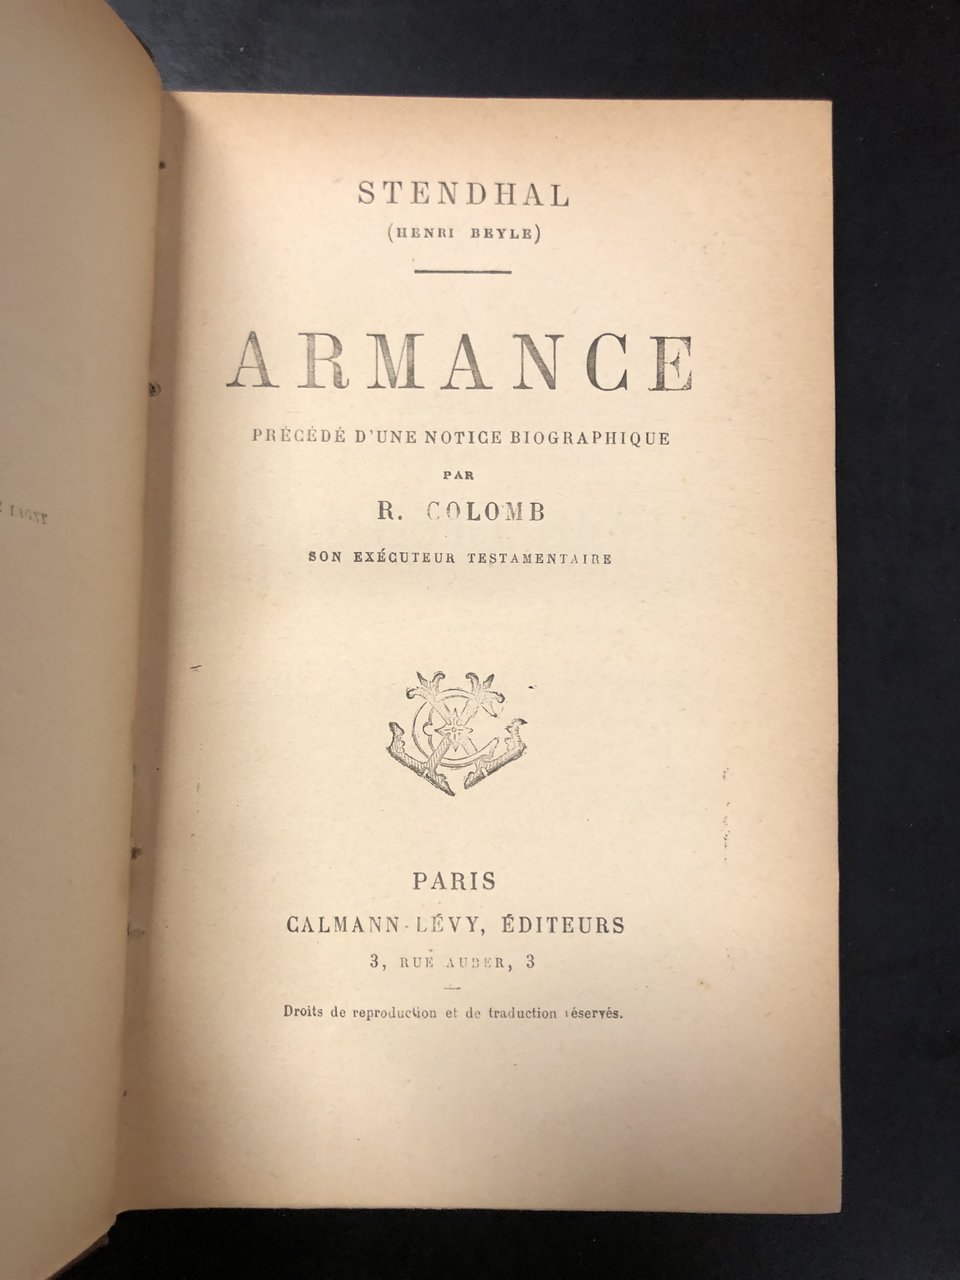 STENDHAL
(HENRI BEYLE)
ARMANCE
PRÉCÉDÉ D'UNE NOTICE BIOGRAPHIQUE
PAR
R. COLOMB
SON EXÉCUTEUR TESTAMENTAIRE
PARIS
CALMANN-LÉVY, ÉDITEURS
3, RUE AUBER, 3
Droits de reproduction et de traduction réservés.